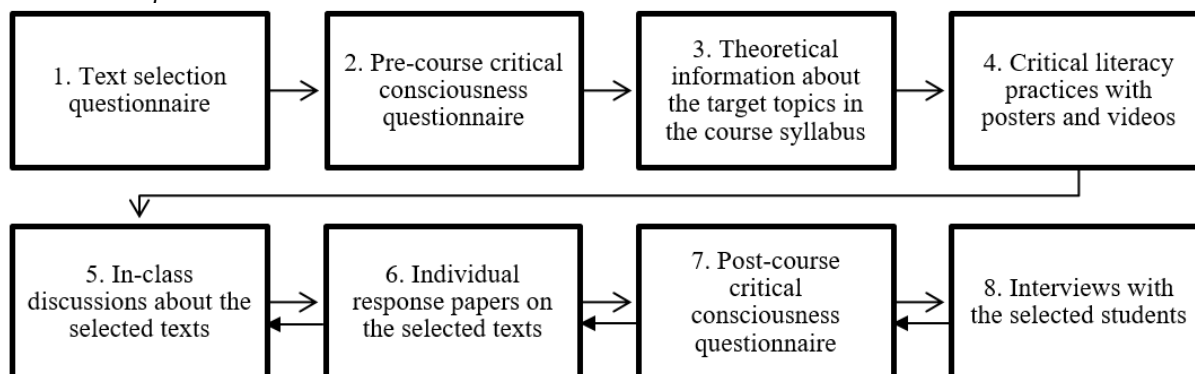 1. Text selection
questionnaire
2. Pre-course critical
consciousness
questionnaire
3. Theoretical
information about
the target topics in
the course syllabus
4. Critical literacy
practices with
posters and videos
5. In-class
discussions about the
selected texts
6. Individual
response papers on
the selected texts
7. Post-course
critical
consciousness
questionnaire
8. Interviews with
the selected students